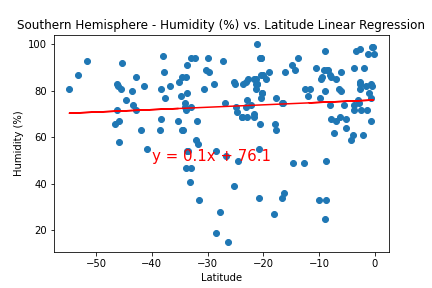 Southern Hemisphere - Humidity (%) vs. Latitude Linear Regression
100
80
60
40
20
Humidity (%)
y = 0.1x + 76.1
−50
−40
−30
−20
−10
0
Latitude